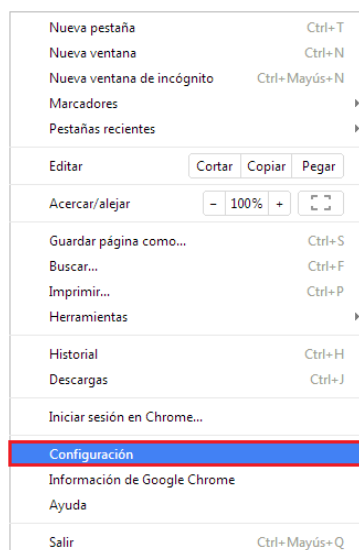 Nueva pestaña Ctrl+T
Nueva ventana Ctrl+N
Nueva ventana de incógnito Ctrl+Mayús+N
Marcadores
Pestañas recientes
Editar Cortar Copiar Pegar
Acercar/alejar - 100% +
Guardar página como... Ctrl+S
Buscar... Ctrl+F
Imprimir... Ctrl+P
Herramientas
Historial Ctrl+H
Descargas Ctrl+J
Iniciar sesión en Chrome...
Configuración
Información de Google Chrome
Ayuda
Salir Ctrl+Mayús+Q